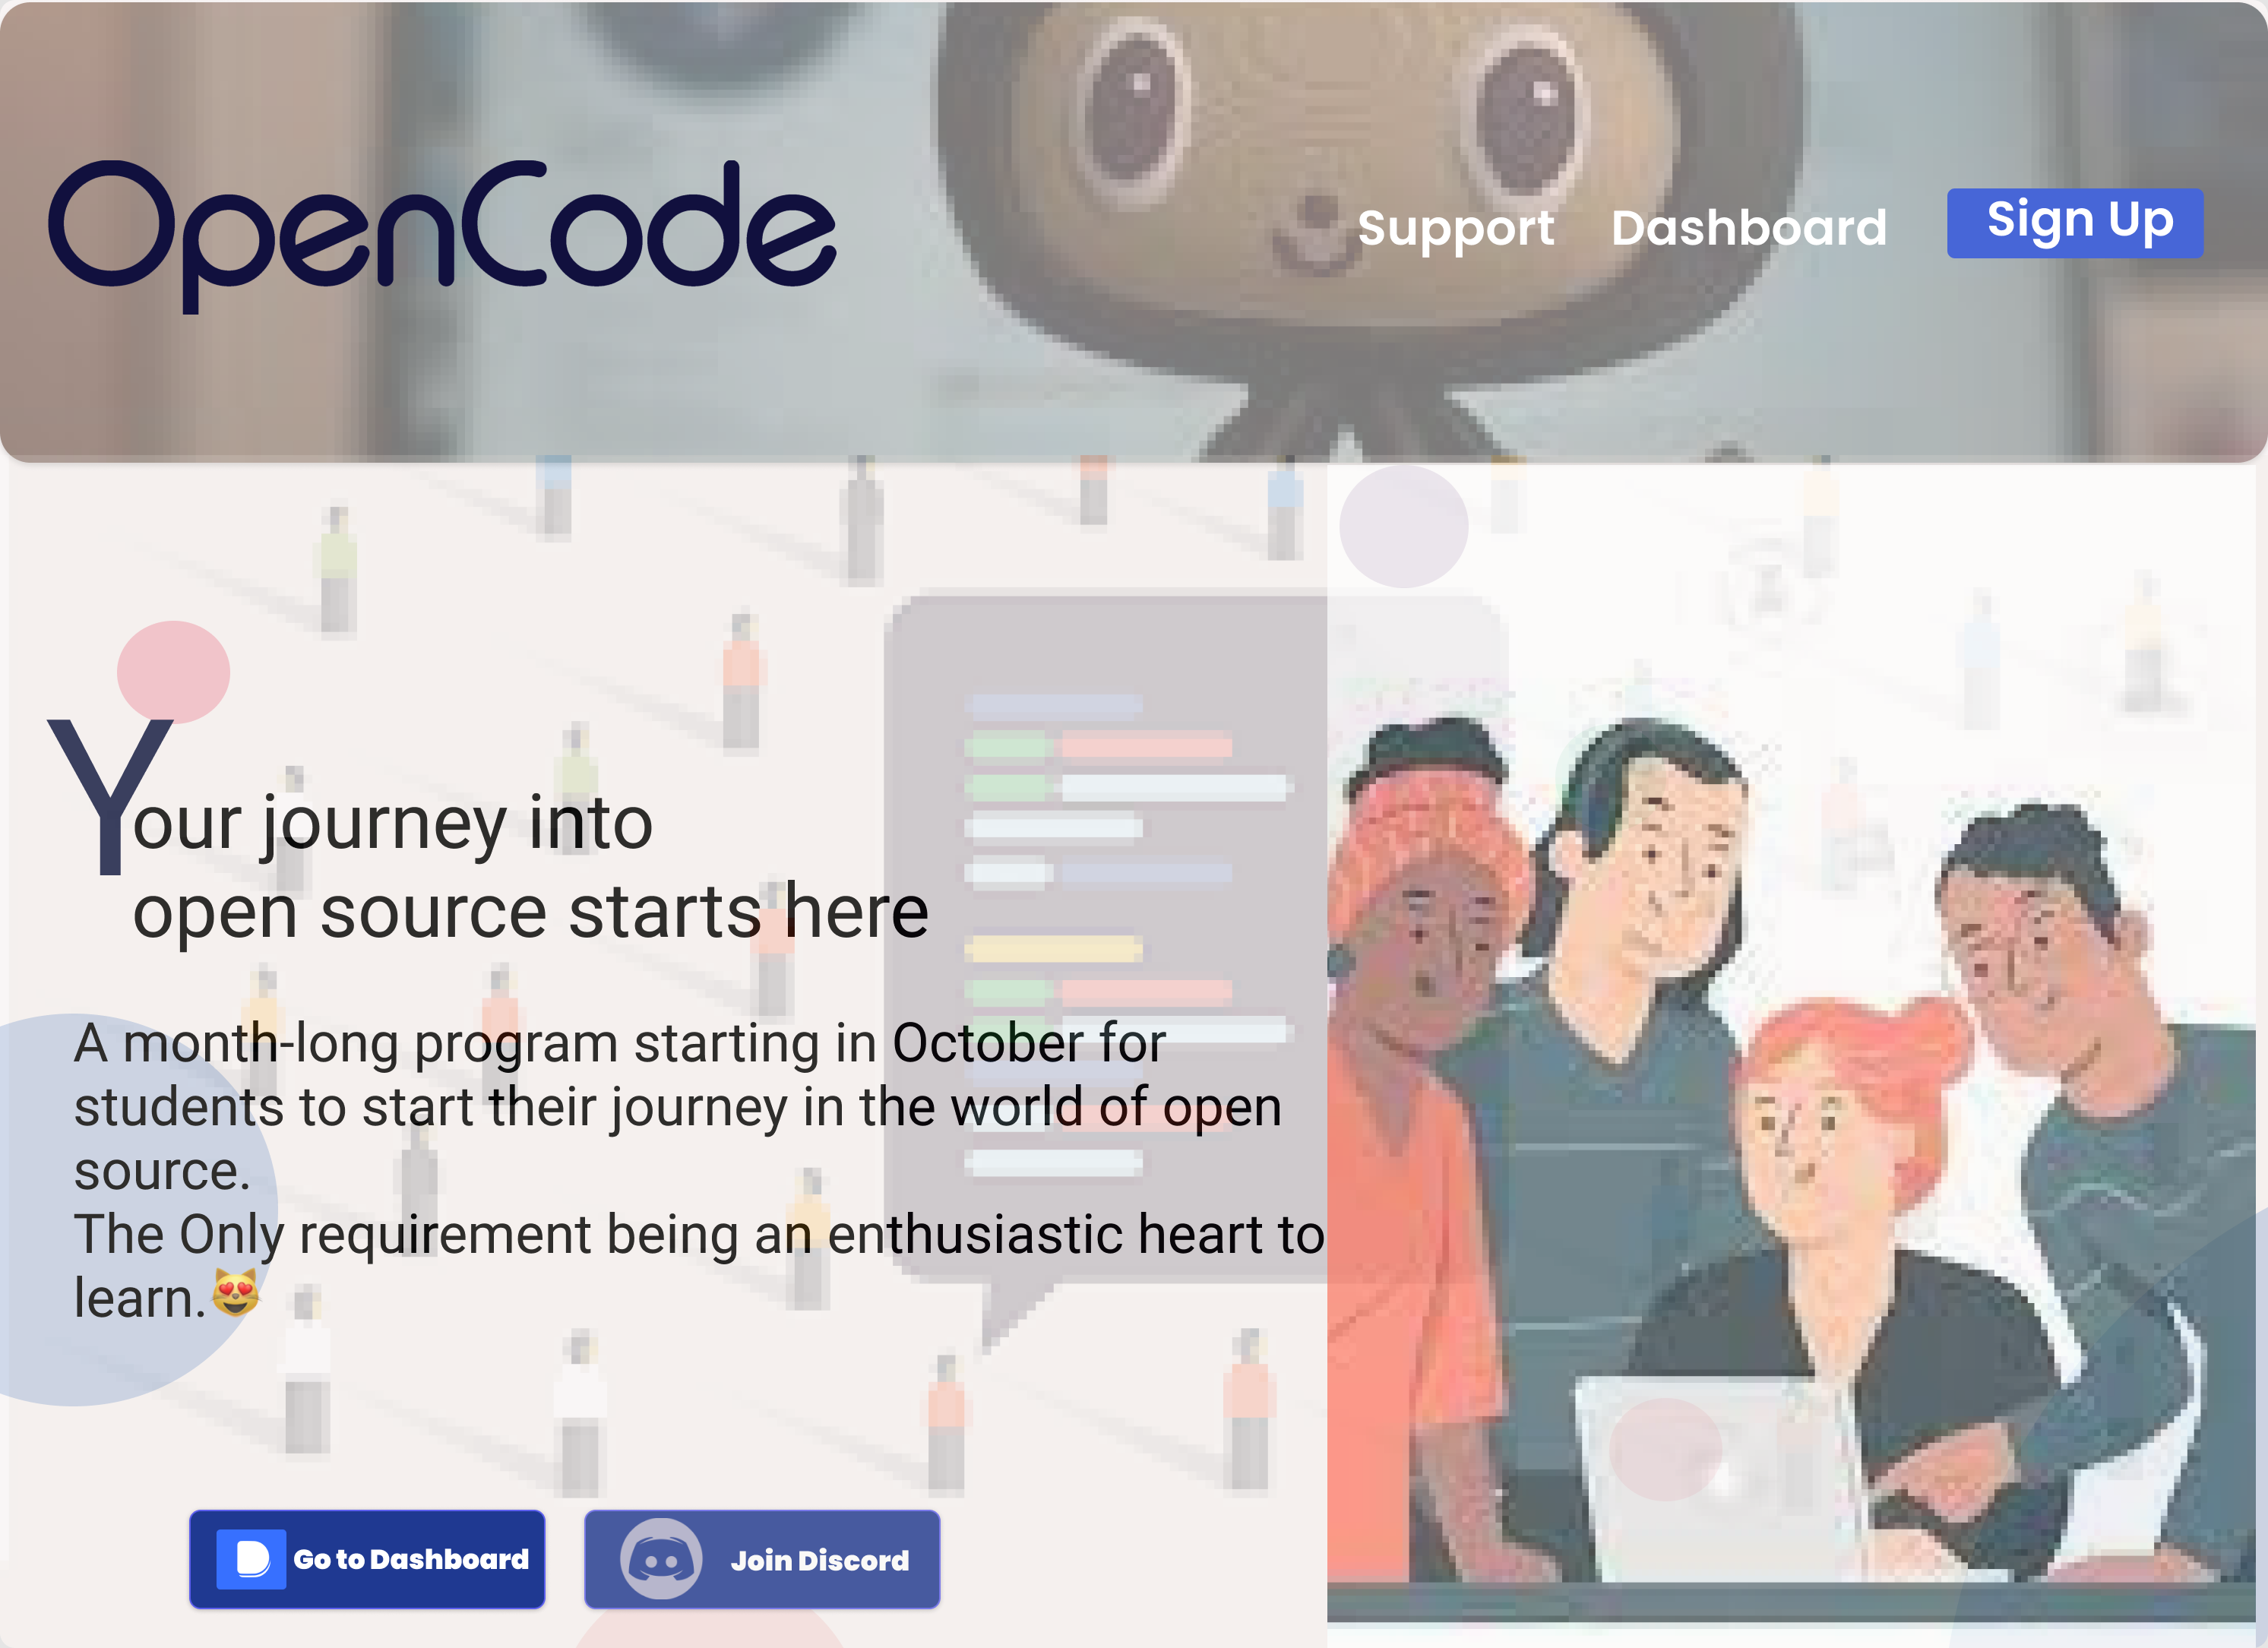 OpenCode
Support Dashboard Sign Up
Your journey into
open source starts here
A month-long program starting in October for
students to start their journey in the world of open
source.
The Only requirement being an enthusiastic heart to
learn.😻
Go to Dashboard Join Discord